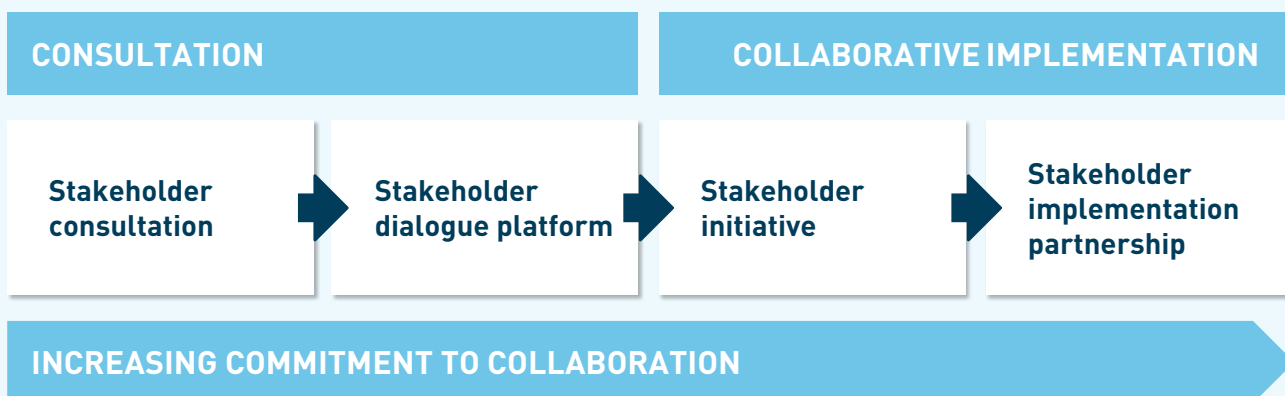 CONSULTATION
COLLABORATIVE IMPLEMENTATION
Stakeholder
consultation
Stakeholder
dialogue platform
Stakeholder
initiative
Stakeholder
implementation
partnership
INCREASING COMMITMENT TO COLLABORATION